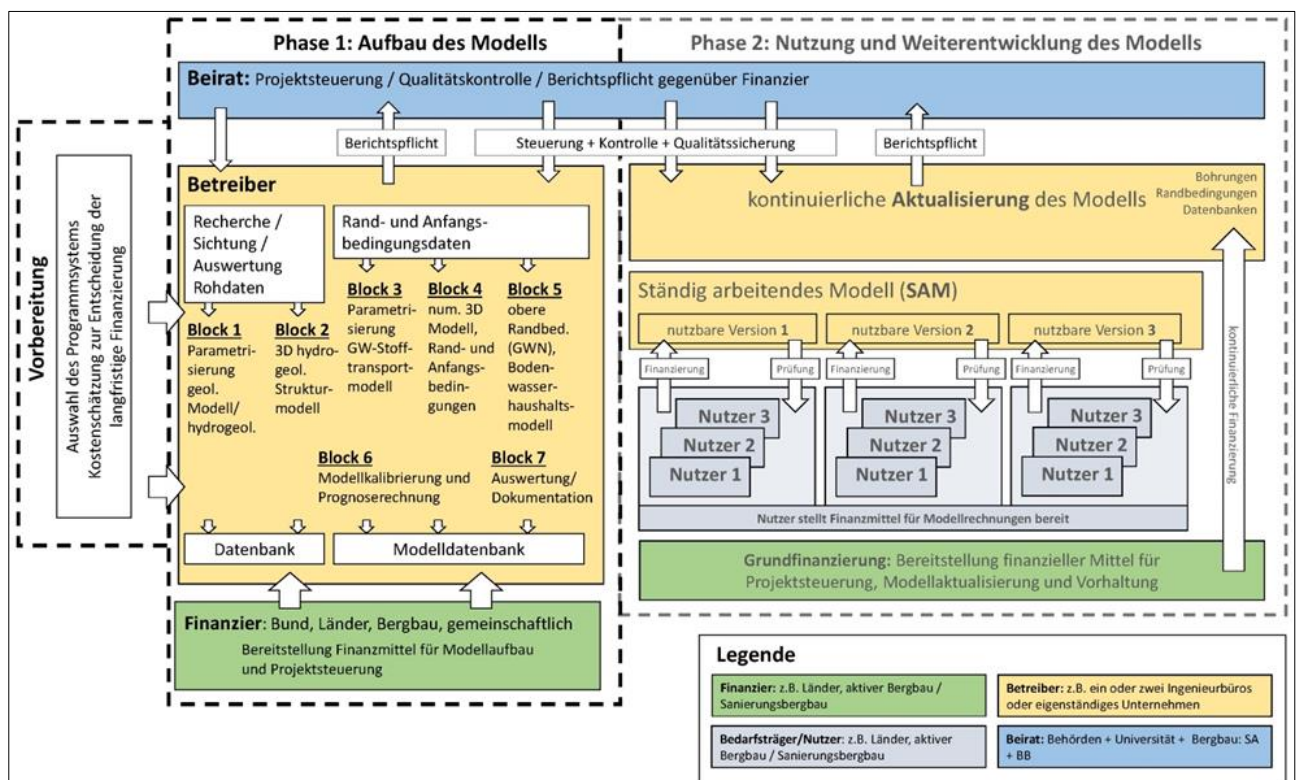 Phase 1: Aufbau des Modells
Phase 2: Nutzung und Weiterentwicklung des Modells
Beirat: Projektsteuerung / Qualitätskontrolle / Berichtspflicht gegenüber Finanzier
Berichtspflicht
Steuerung + Kontrolle + Qualitätssicherung
Berichtspflicht
Vorbereitung
Auswahl des Programmsystems
Kostenschätzung zur Entscheidung der
langfristige Finanzierung
Betreiber
Recherche /
Sichtung /
Auswertung
Rohdaten
Rand- und Anfangs-
bedingungsdaten
Block 1
Parametri-
sierung
geol.
Modell/
hydrogeol.
Block 2
3D hydro-
geol.
Struktur-
modell
Block 3
Parametri-
sierung
GW-Stoff-
transport-
modell
Block 4
num. 3D
Modell,
Rand- und
Anfangs-
bedin-
gungen
Block 5
obere
Randbed.
(GWN),
Boden-
wasser-
haushalts-
modell
Block 6
Modellkalibrierung und
Prognoserechnung
Block 7
Auswertung/
Dokumentation
Datenbank
Modelldatenbank
Finanzier: Bund, Länder, Bergbau, gemeinschaftlich
Bereitstellung Finanzmittel für Modellaufbau
und Projektsteuerung
kontinuierliche Aktualisierung des Modells
Bohrungen
Randbedingungen
Datenbanken
Ständig arbeitendes Modell (SAM)
nutzbare Version 1
nutzbare Version 2
nutzbare Version 3
Finanzierung
Prüfung
Finanzierung
Prüfung
Finanzierung
Prüfung
Nutzer 3
Nutzer 2
Nutzer 1
Nutzer 3
Nutzer 2
Nutzer 1
Nutzer 3
Nutzer 2
Nutzer 1
Nutzer stellt Finanzmittel für Modellrechnungen bereit
kontinuierliche Finanzierung
Grundfinanzierung: Bereitstellung finanzieller Mittel für
Projektsteuerung, Modellaktualisierung und Vorhaltung
Legende
Finanzier: z.B. Länder, aktiver Bergbau /
Sanierungsbergbau
Betreiber: z.B. ein oder zwei Ingenieurbüros
oder eigenständiges Unternehmen
Bedarfsträger/Nutzer: z.B. Länder, aktiver
Bergbau / Sanierungsbergbau
Beirat: Behörden + Universität + Bergbau: SA
+ BB